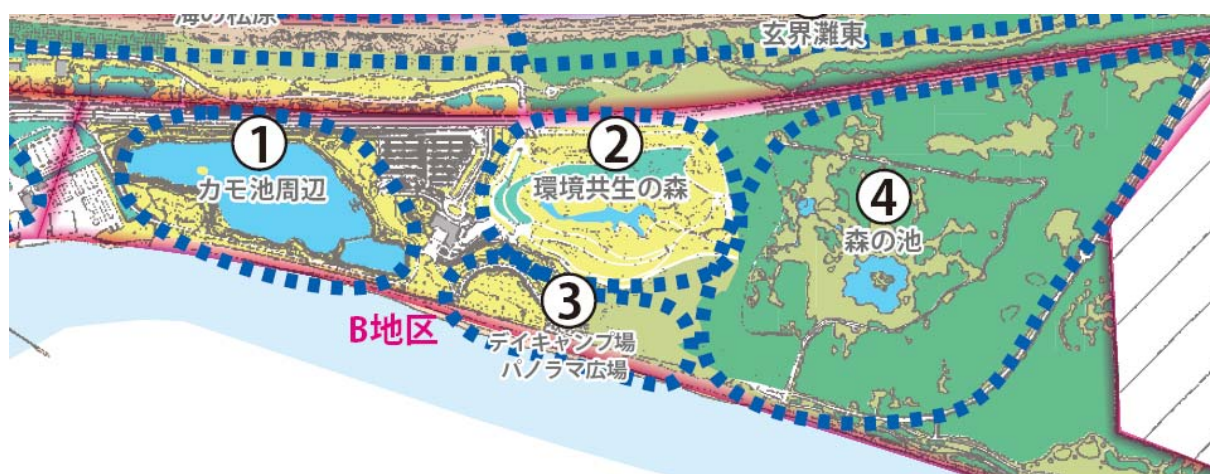 海の松原
玄界灘東
1
カモ池周辺
2
環境共生の森
4
森の池
3
デイキャンプ場
パノラマ広場
B地区